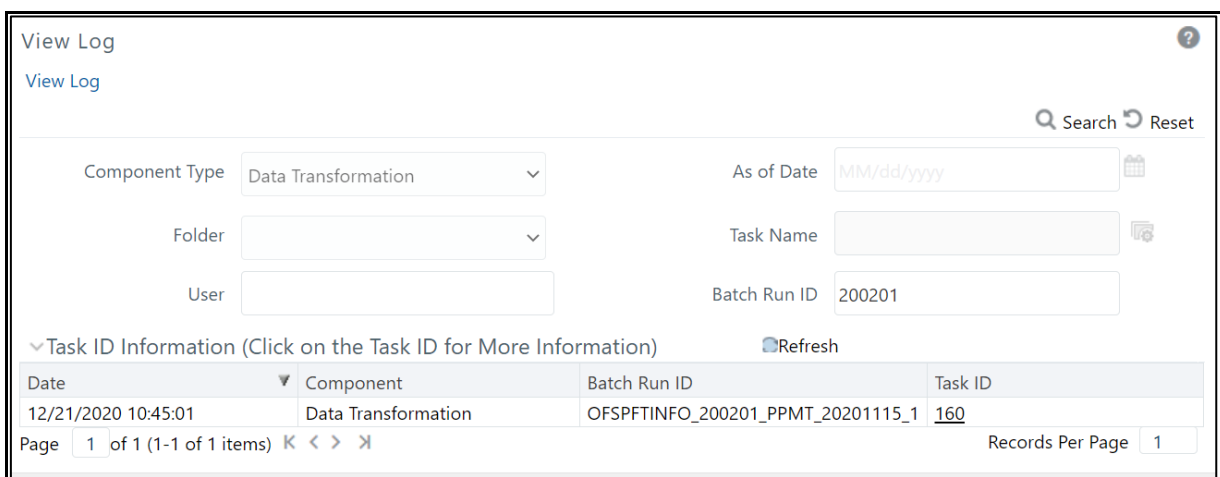 View Log
?
View Log
Search Reset
Component Type Data Transformation As of Date MM/dd/yyyy
Folder Task Name
User Batch Run ID 200201
Task ID Information (Click on the Task ID for More Information) Refresh
Date Component Batch Run ID Task ID
12/21/2020 10:45:01 Data Transformation OFSPFTINFO_200201_PPMT_20201115_1 160
Page 1 of 1 (1-1 of 1 items) Records Per Page 1